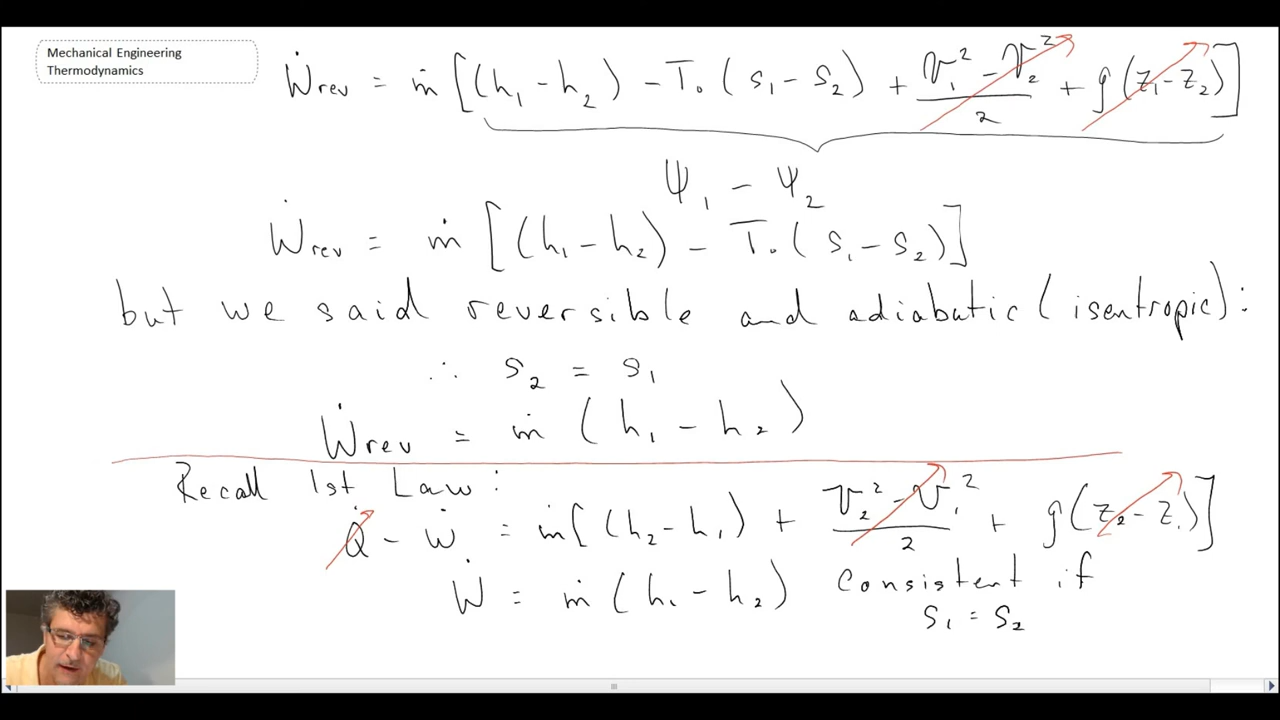 Mechanical Engineering
Thermodynamics
Ẇrev = ṁ [(h₁ - h₂) - T₀ (s₁ - s₂) + (V₁² - V₂²)/2 + g (z₁ - z₂)]
Ψ₁ - Ψ₂
Ẇrev = ṁ [(h₁ - h₂) - T₀ (s₁ - s₂)]
but we said reversible and adiabatic (isentropic):
∴ s₂ = s₁
Ẇrev = ṁ (h₁ - h₂)
Recall 1st Law:
Q̇ - Ẇ = ṁ[(h₂ - h₁) + (V₂² - V₁²)/2 + g(z₂ - z₁)]
Ẇ = ṁ (h₁ - h₂) Consistent if
s₁ = s₂